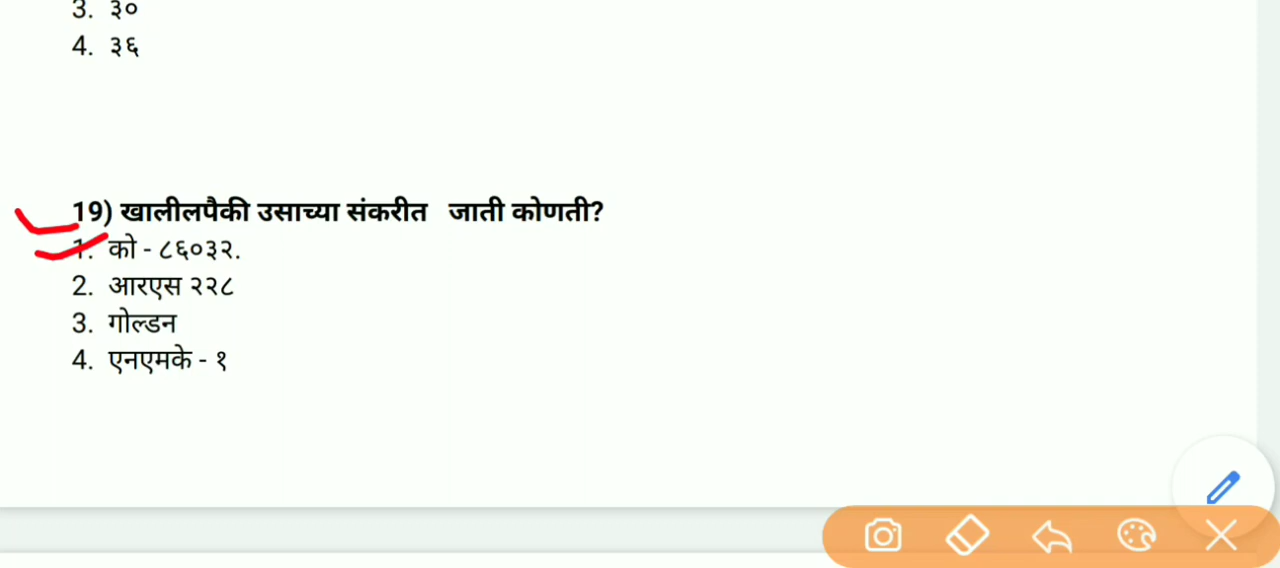 3. ३०
4. ३६
19) खालीलपैकी उसाच्या संकरीत जाती कोणती?
1. को - ८६०३२.
2. आरएस २२८
3. गोल्डन
4. एनएमके - १